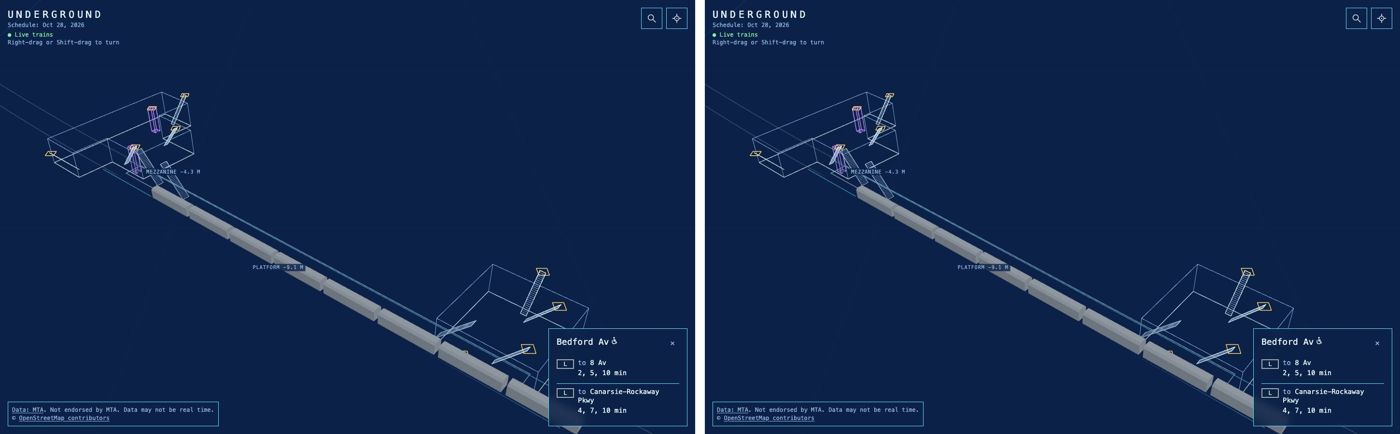 UNDERGROUND
Schedule: Oct 28, 2026
Live trains
Right-drag or Shift-drag to turn
MEZZANINE -4.3 M
PLATFORM -9.1 M
Bedford Av
×
L to 8 Av
2, 5, 10 min
L to Canarsie-Rockaway
Pkwy
4, 7, 10 min
Data: MTA. Not endorsed by MTA. Data may not be real time.
© OpenStreetMap contributors
UNDERGROUND
Schedule: Oct 28, 2026
Live trains
Right-drag or Shift-drag to turn
MEZZANINE -4.3 M
PLATFORM -9.1 M
Bedford Av
×
L to 8 Av
2, 5, 10 min
L to Canarsie-Rockaway
Pkwy
4, 7, 10 min
Data: MTA. Not endorsed by MTA. Data may not be real time.
© OpenStreetMap contributors